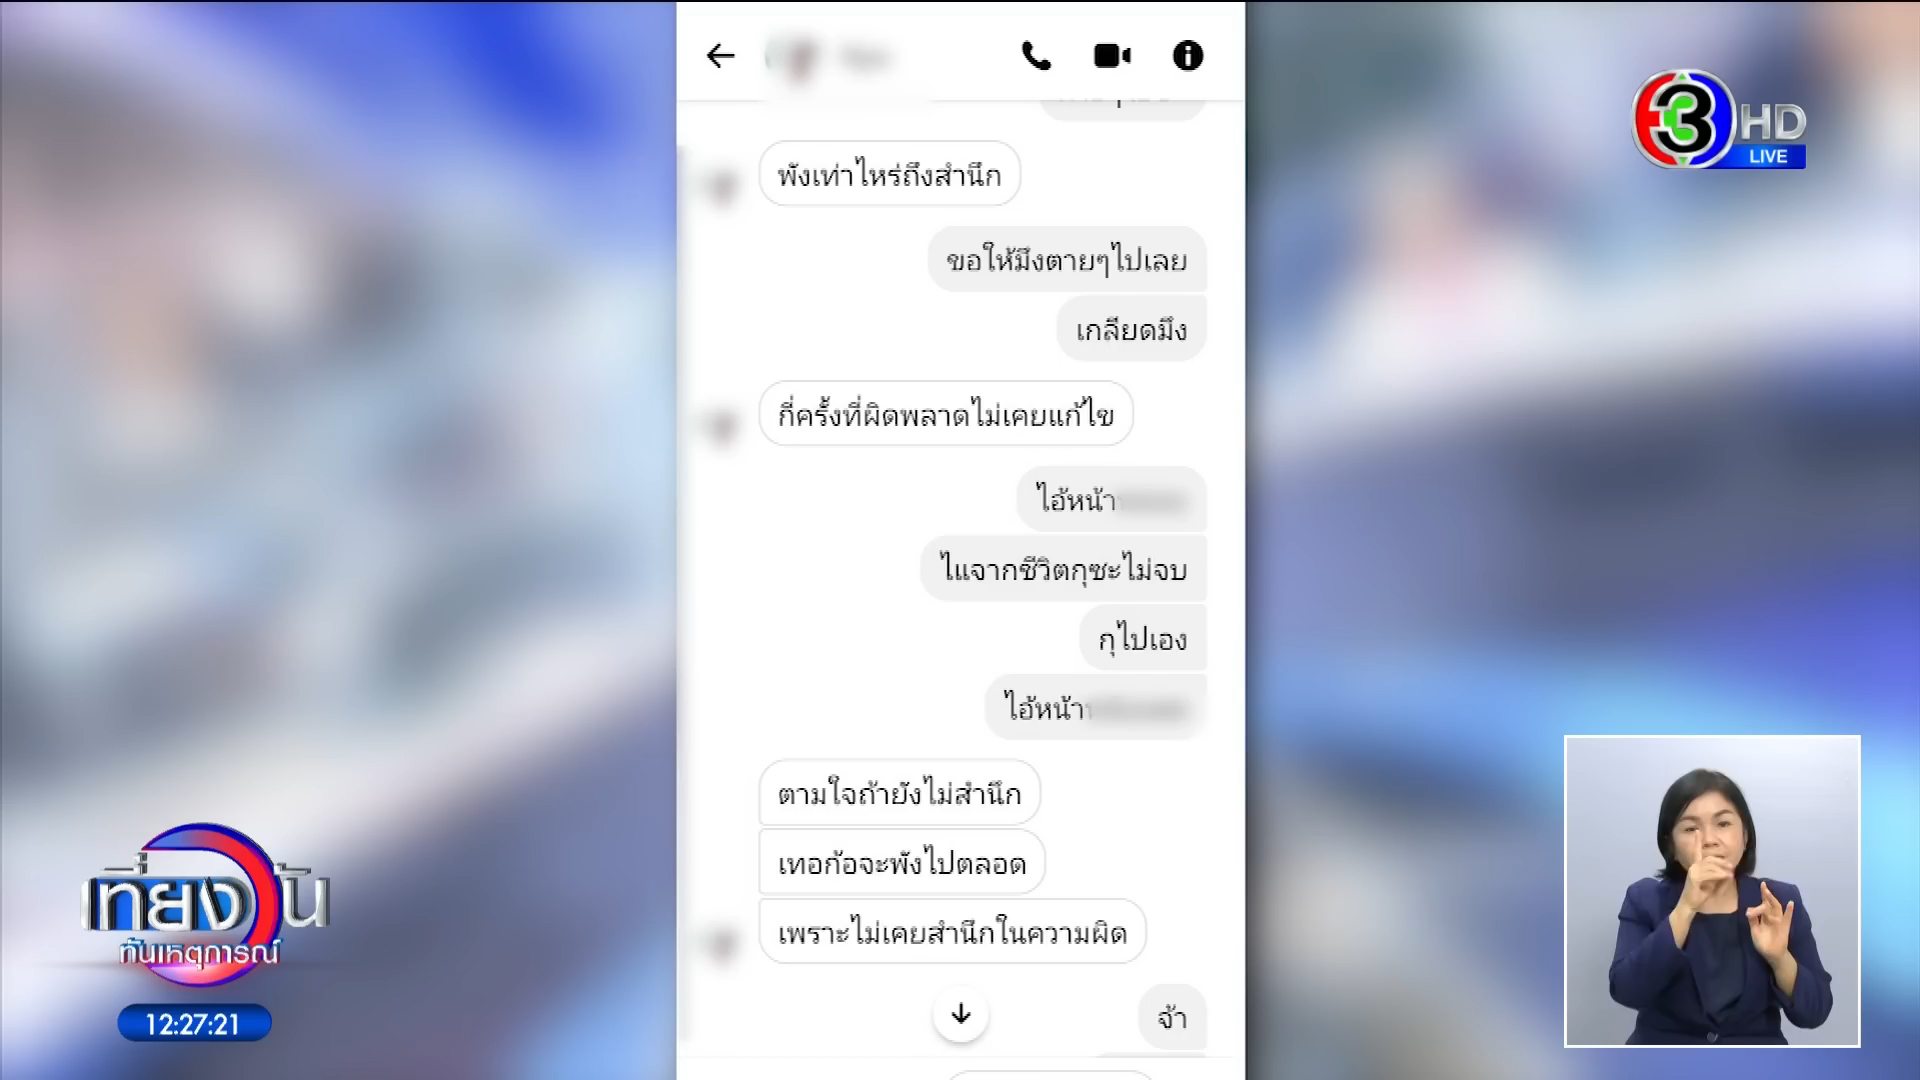 3 HD
LIVE
พังเท่าไหร่ถึงสำนึก
ขอให้มึงตายๆไปเลย
เกลียดมึง
กี่ครั้งที่ผิดพลาดไม่เคยแก้ไข
ไอ้หน้า
ไแจากชีวิตกุซะไม่จบ
กุไปเอง
ไอ้หน้า
ตามใจถ้ายังไม่สำนึก
เทอก้อจะพังไปตลอด
เพราะไม่เคยสำนึกในความผิด
จ้า
เที่ยงวัน
ทันเหตุการณ์
12:27:21